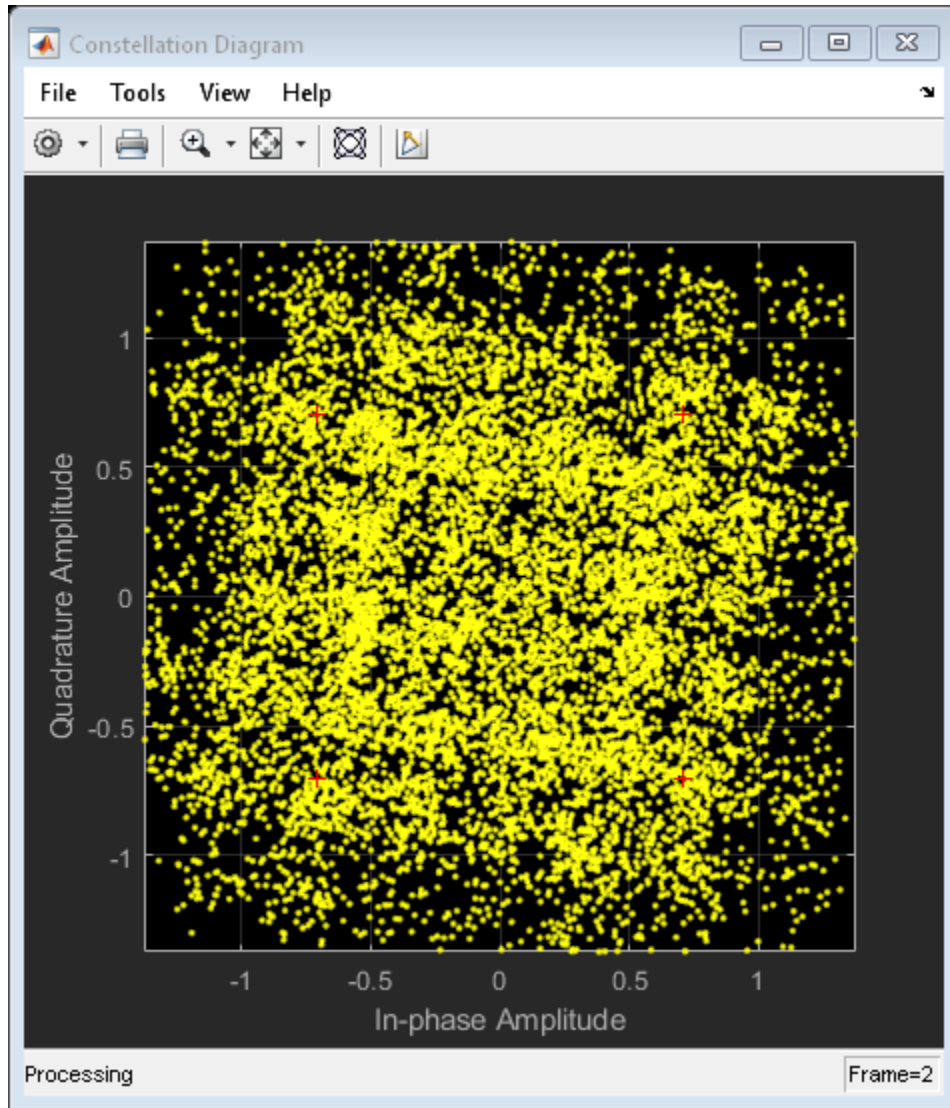 Constellation Diagram
File Tools View Help
1
0.5
0
-0.5
-1
Quadrature Amplitude
-1 -0.5 0 0.5 1
In-phase Amplitude
Processing Frame=2